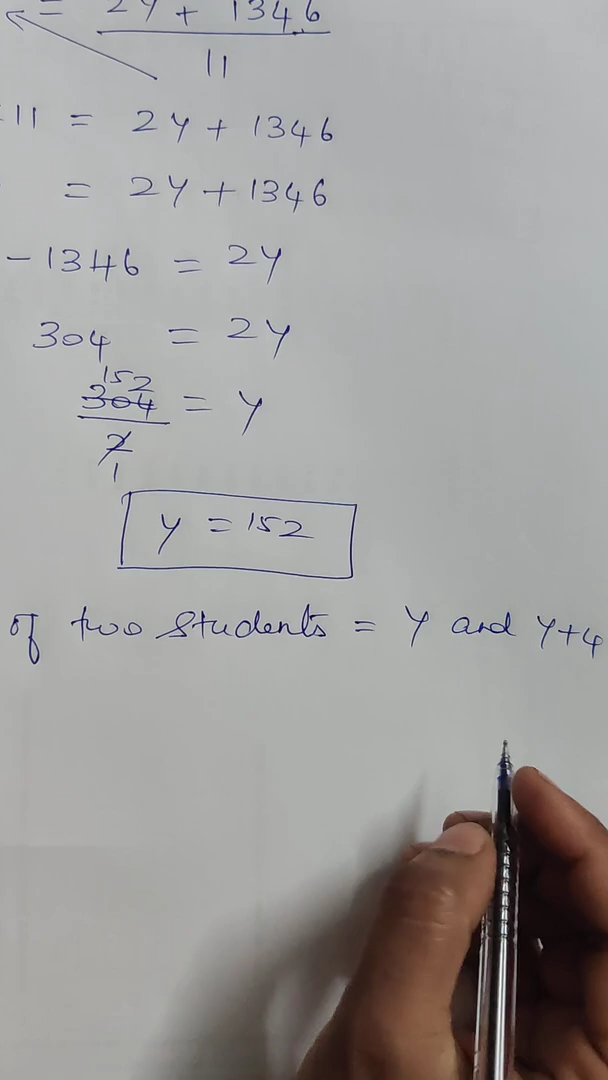 = 2y + 1346
11
11 = 2y + 1346
= 2y + 1346
- 1346 = 2y
304 = 2y
152
304 = y
2
1
y = 152
of two students = y and y+4